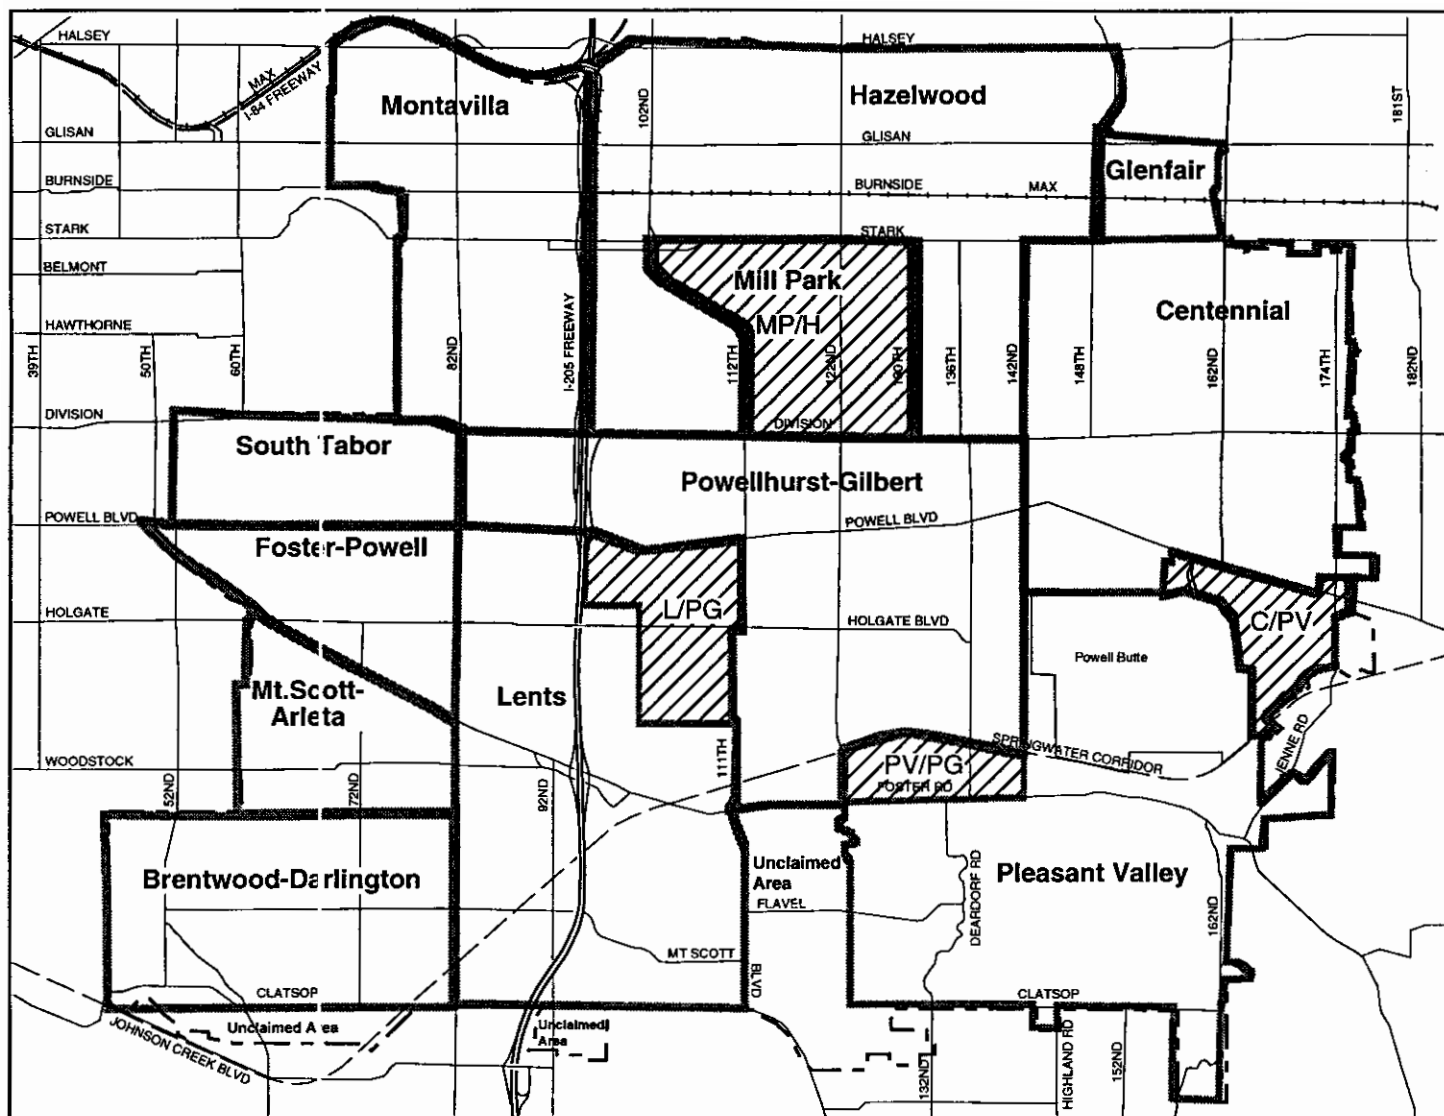 HALSEY
HALSEY
MAX
I-84 FREEWAY
Montavilla
102ND
Hazelwood
181ST
GLISAN
GLISAN
Glenfair
BURNSIDE
BURNSIDE
MAX
STARK
STARK
BELMONT
Mill Park
MP/H
Centennial
HAWTHORNE
39TH
50TH
60TH
82ND
I-205 FREEWAY
112TH
122ND
130TH
136TH
142ND
148TH
162ND
174TH
182ND
DIVISION
DIVISION
South Tabor
Powellhurst-Gilbert
POWELL BLVD
POWELL BLVD
Foster-Powell
HOLGATE
L/PG
HOLGATE BLVD
C/PV
Powell Butte
Mt.Scott-
Arleta
Lents
WOODSTOCK
52ND
72ND
92ND
111TH
PV/PG
FOSTER RD
SPRINGWATER CORRIDOR
JENNE RD
Brentwood-Darlington
Unclaimed
Area
FLAVEL
DEARDORF RD
Pleasant Valley
162ND
MT SCOTT
BLVD
CLATSOP
CLATSOP
JOHNSON CREEK BLVD
Unclaimed Area
Unclaimed
Area
132ND
HIGHLAND RD
152ND